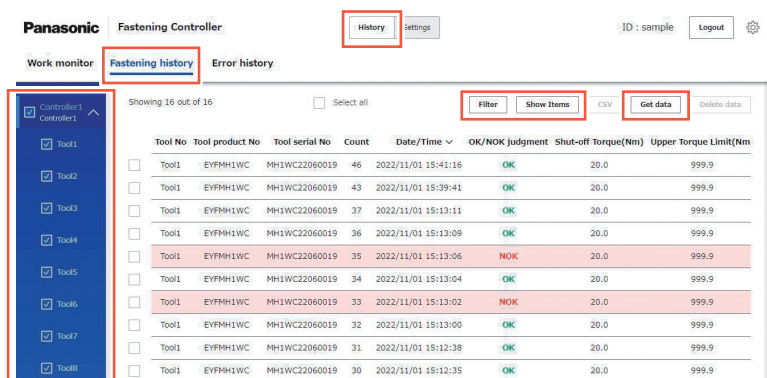 Panasonic Fastening Controller History Settings ID : sample Logout
Work monitor Fastening history Error history
Controller1
Controller1
Tool1
Tool2
Tool3
Tool4
Tool5
Tool6
Tool7
Tool8
Showing 16 out of 16 Select all Filter Show Items CSV Get data Delete data
Tool No Tool product No Tool serial No Count Date/Time OK/NOK judgment Shut-off Torque(Nm) Upper Torque Limit(Nm
Tool1 EYFMH1WC MH1WC22060019 46 2022/11/01 15:41:16 OK 20.0 999.9
Tool1 EYFMH1WC MH1WC22060019 43 2022/11/01 15:39:41 OK 20.0 999.9
Tool1 EYFMH1WC MH1WC22060019 37 2022/11/01 15:13:11 OK 20.0 999.9
Tool1 EYFMH1WC MH1WC22060019 36 2022/11/01 15:13:09 OK 20.0 999.9
Tool1 EYFMH1WC MH1WC22060019 35 2022/11/01 15:13:06 NOK 20.0 999.9
Tool1 EYFMH1WC MH1WC22060019 34 2022/11/01 15:13:04 OK 20.0 999.9
Tool1 EYFMH1WC MH1WC22060019 33 2022/11/01 15:13:02 NOK 20.0 999.9
Tool1 EYFMH1WC MH1WC22060019 32 2022/11/01 15:13:00 OK 20.0 999.9
Tool1 EYFMH1WC MH1WC22060019 31 2022/11/01 15:12:38 OK 20.0 999.9
Tool1 EYFMH1WC MH1WC22060019 30 2022/11/01 15:12:35 OK 20.0 999.9